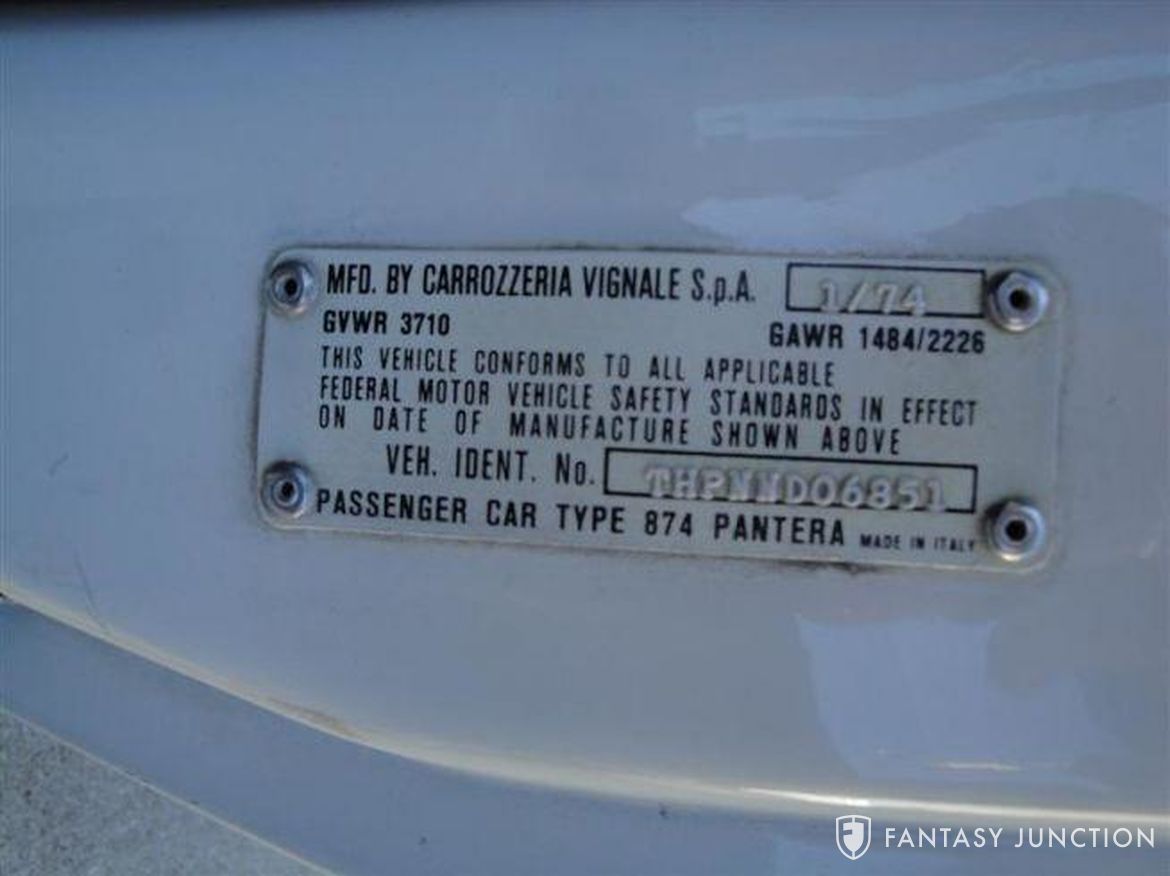 MFD. BY CARROZZERIA VIGNALE S.p.A. 1/74
GVWR 3710 GAWR 1484/2226
THIS VEHICLE CONFORMS TO ALL APPLICABLE
FEDERAL MOTOR VEHICLE SAFETY STANDARDS IN EFFECT
ON DATE OF MANUFACTURE SHOWN ABOVE
VEH. IDENT. No. THPNND06851
PASSENGER CAR TYPE 874 PANTERA MADE IN ITALY
FANTASY JUNCTION